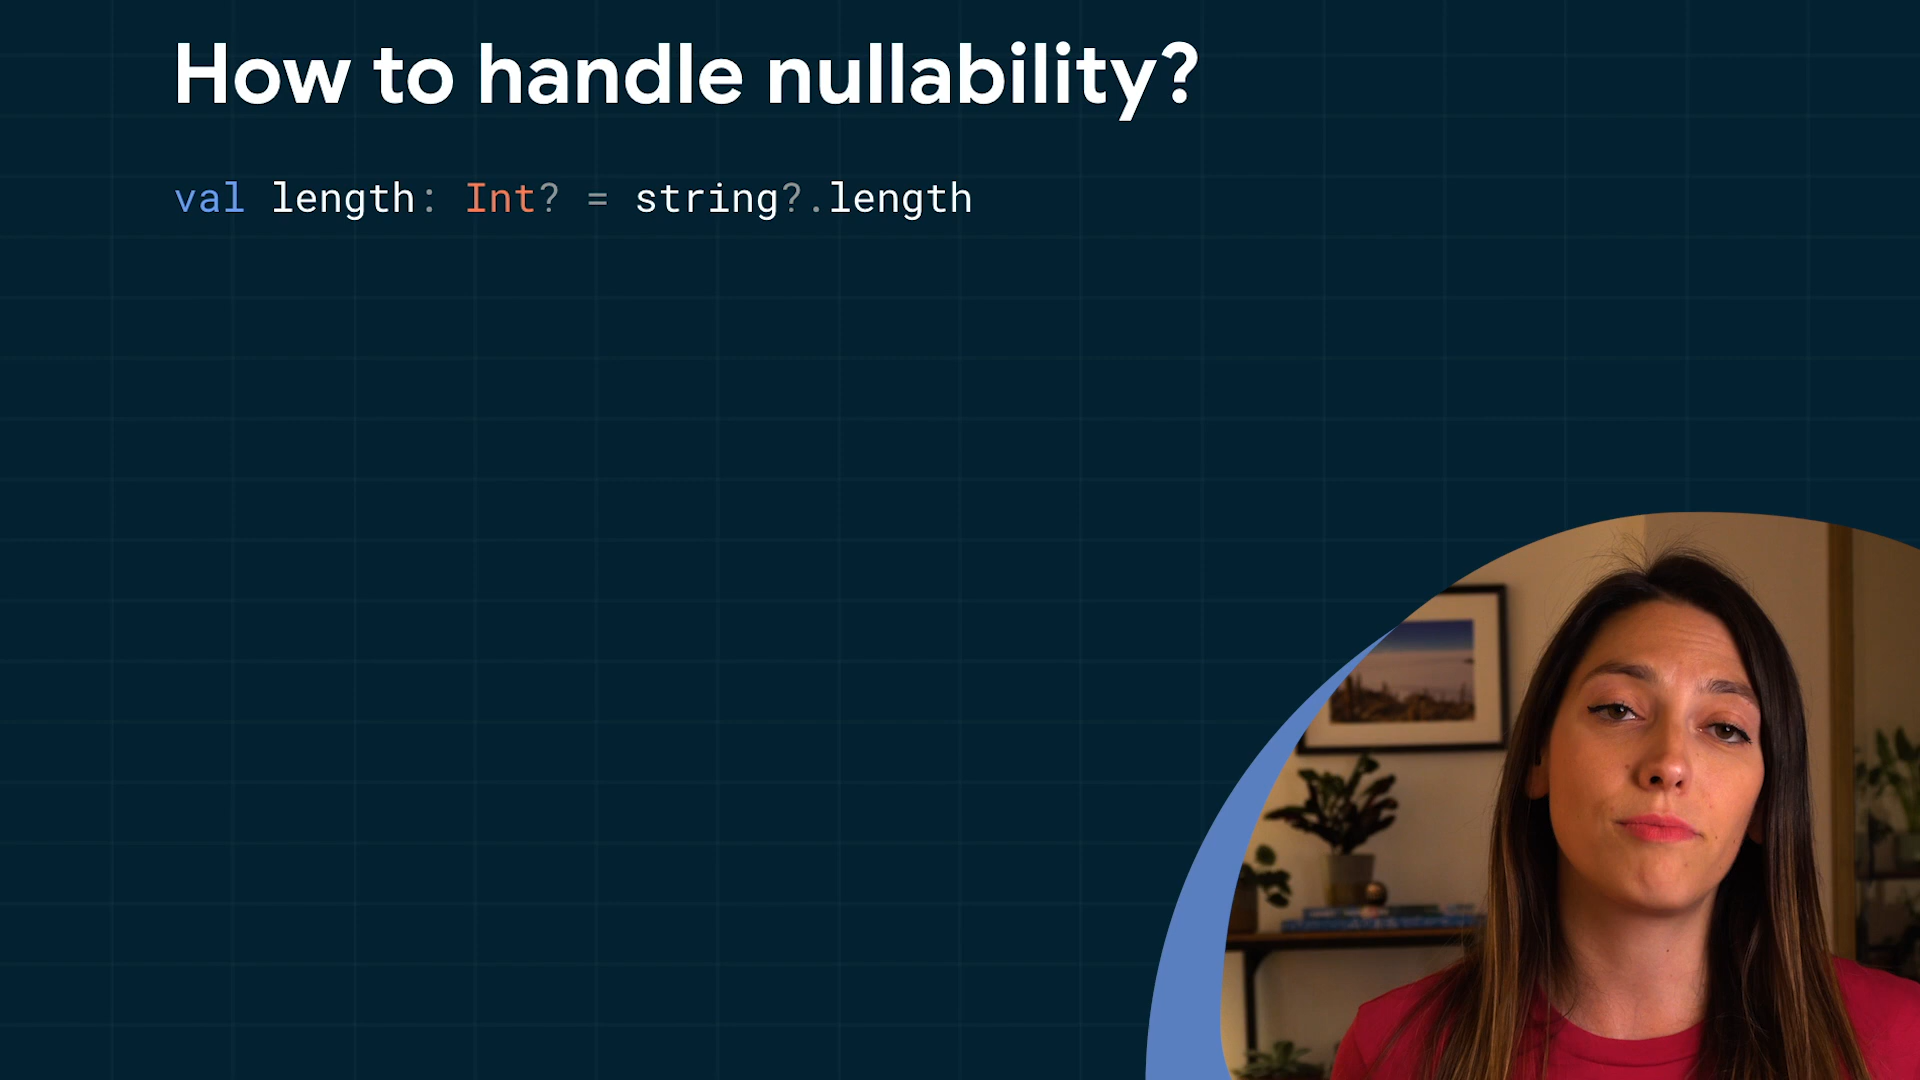 How to handle nullability?
val length: Int? = string?.length